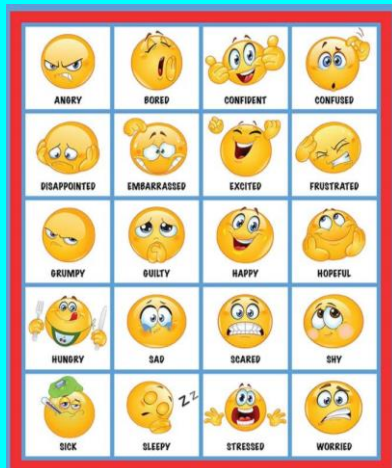 ANGRY BORED CONFIDENT CONFUSED
DISAPPOINTED EMBARRASSED EXCITED FRUSTRATED
GRUMPY GUILTY HAPPY HOPEFUL
HUNGRY SAD SCARED SHY
ZZ
SICK SLEEPY STRESSED WORRIED